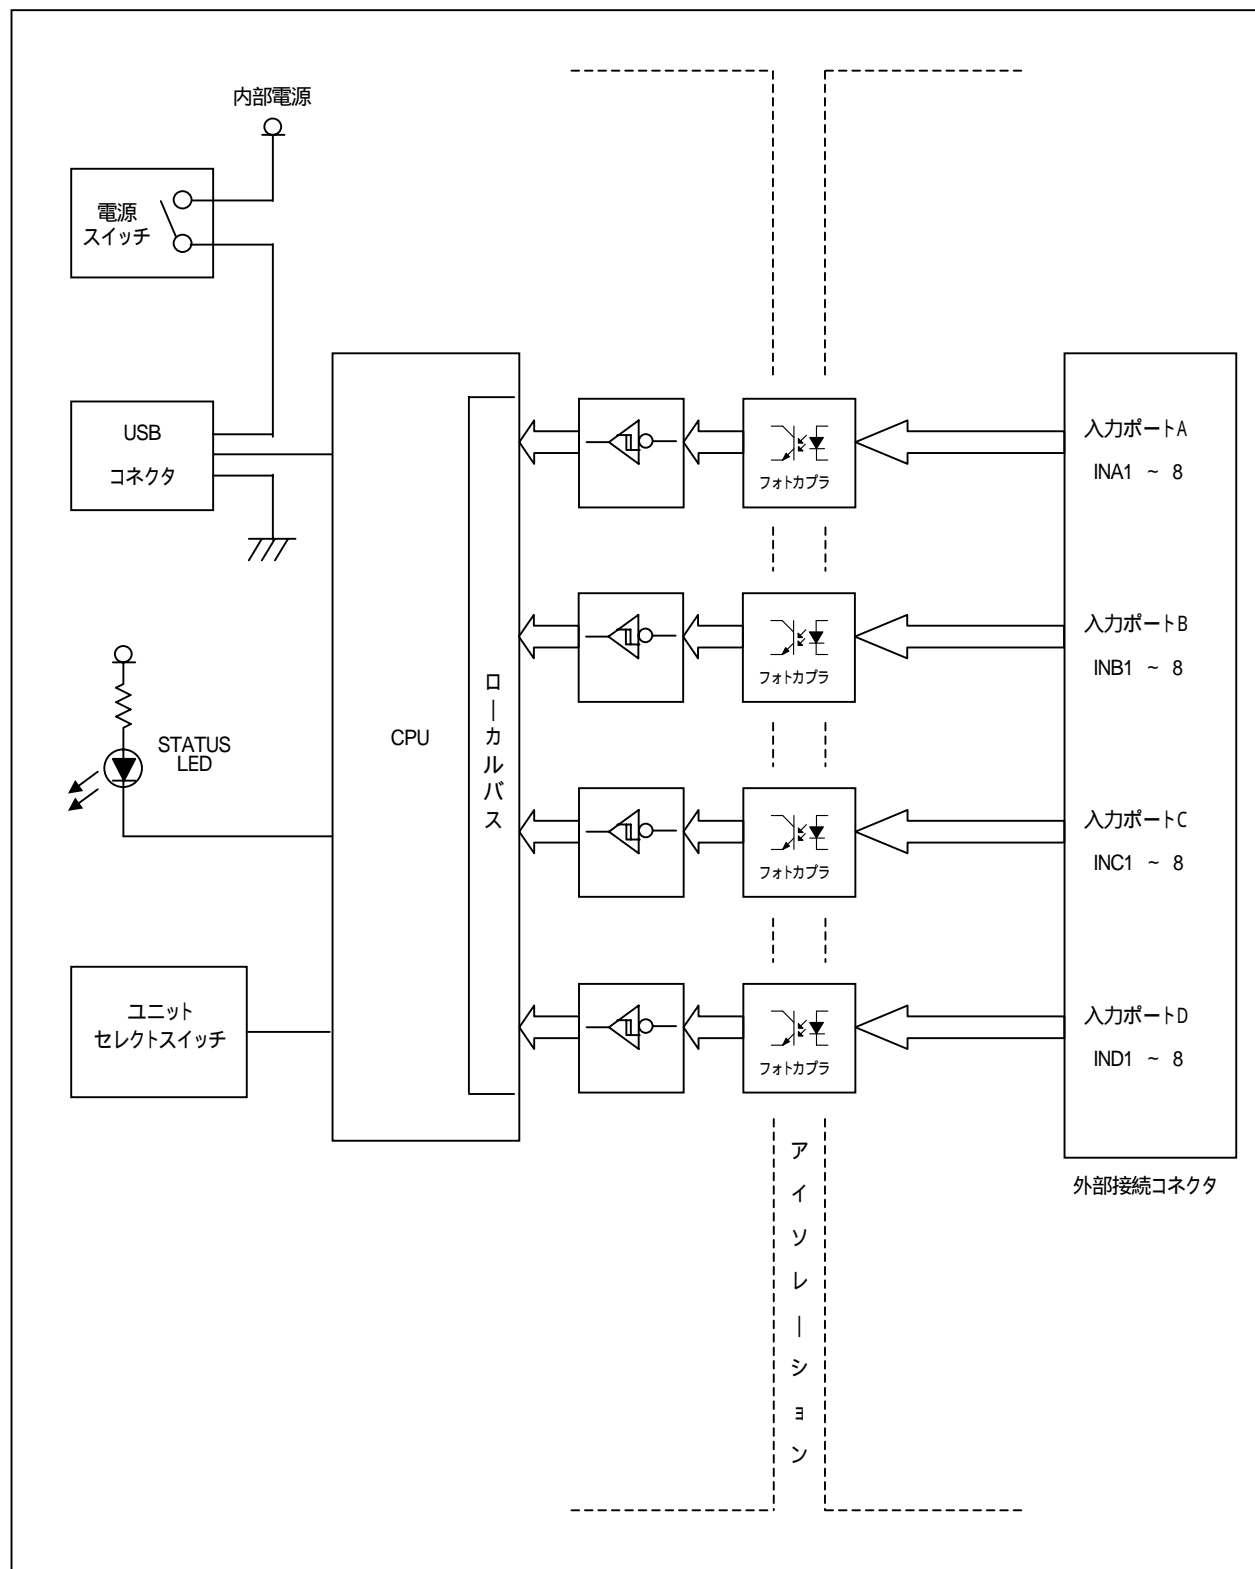 内部電源
電源
スイッチ
USB
コネクタ
STATUS
LED
ユニット
セレクトスイッチ
CPU
ローカルバス
フォトカプラ
フォトカプラ
フォトカプラ
フォトカプラ
アイソレーション
入力ポートA
INA1 ~ 8
入力ポートB
INB1 ~ 8
入力ポートC
INC1 ~ 8
入力ポートD
IND1 ~ 8
外部接続コネクタ